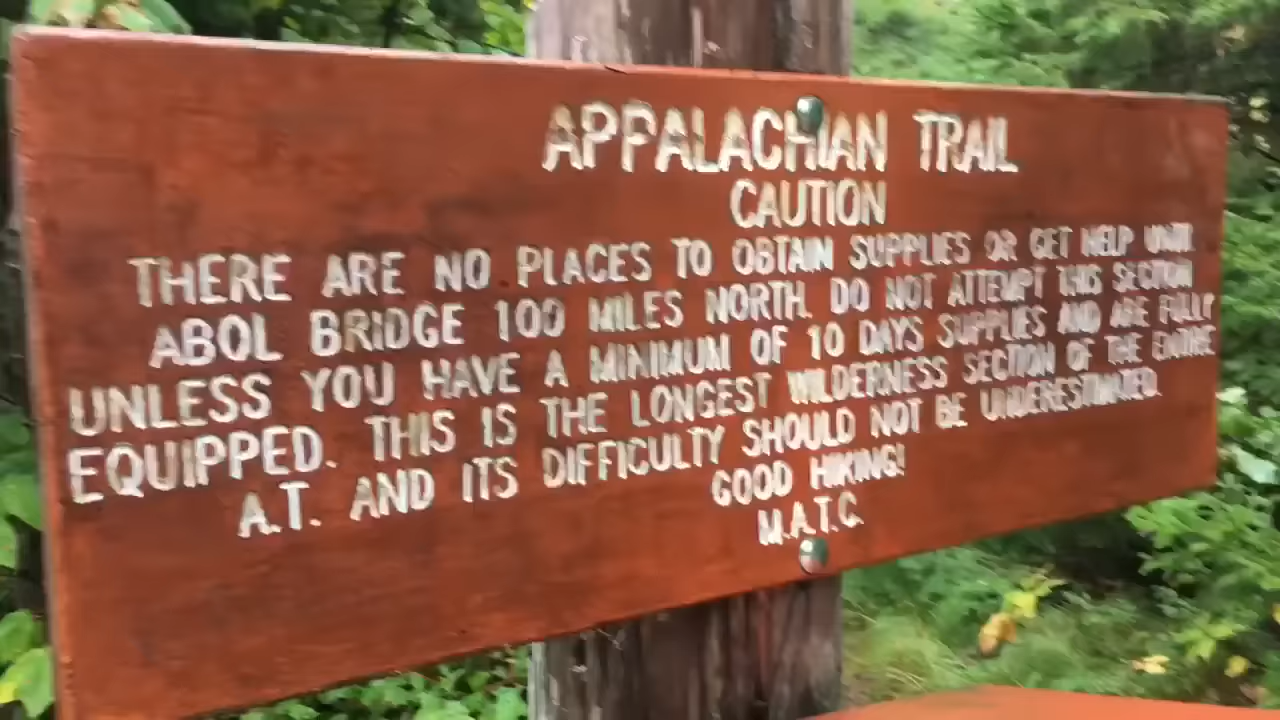 APPALACHIAN TRAIL
CAUTION
THERE ARE NO PLACES TO OBTAIN SUPPLIES OR GET HELP UNTIL
ABOL BRIDGE 100 MILES NORTH. DO NOT ATTEMPT THIS SECTION
UNLESS YOU HAVE A MINIMUM OF 10 DAYS SUPPLIES AND ARE FULLY
EQUIPPED. THIS IS THE LONGEST WILDERNESS SECTION OF THE ENTIRE
A.T. AND ITS DIFFICULTY SHOULD NOT BE UNDERESTIMATED.
GOOD HIKING!
M.A.T.C.